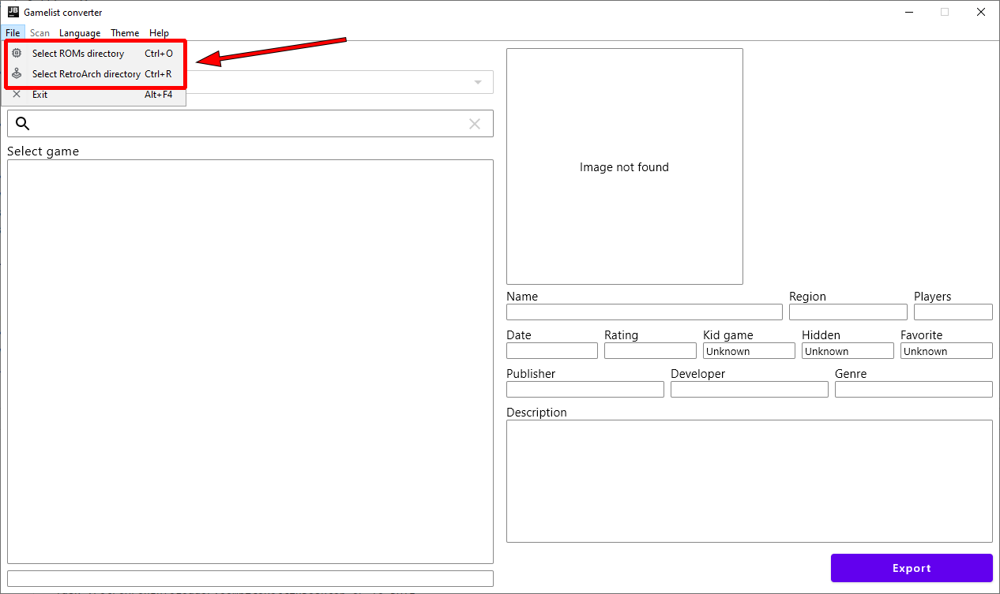 JB Gamelist converter
File Scan Language Theme Help
Select ROMs directory Ctrl+O
Select RetroArch directory Ctrl+R
Exit Alt+F4
Select game
Image not found
Name Region Players
Date Rating Kid game Hidden Favorite
Unknown Unknown Unknown
Publisher Developer Genre
Description
Export